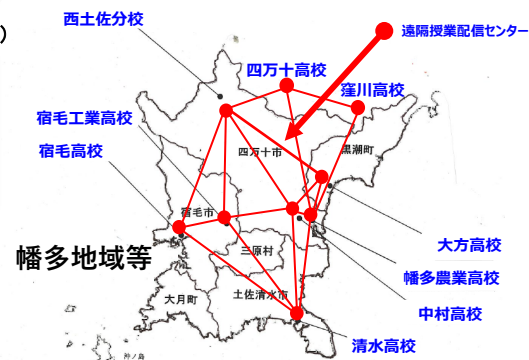 ）
西土佐分校
遠隔授業配信センター
四万十高校
窪川高校
宿毛工業高校
宿毛高校
四万十市
黒潮町
宿毛市
三原村
幡多地域等
大方高校
幡多農業高校
大月町
土佐清水市
中村高校
清水高校
沖ノ島